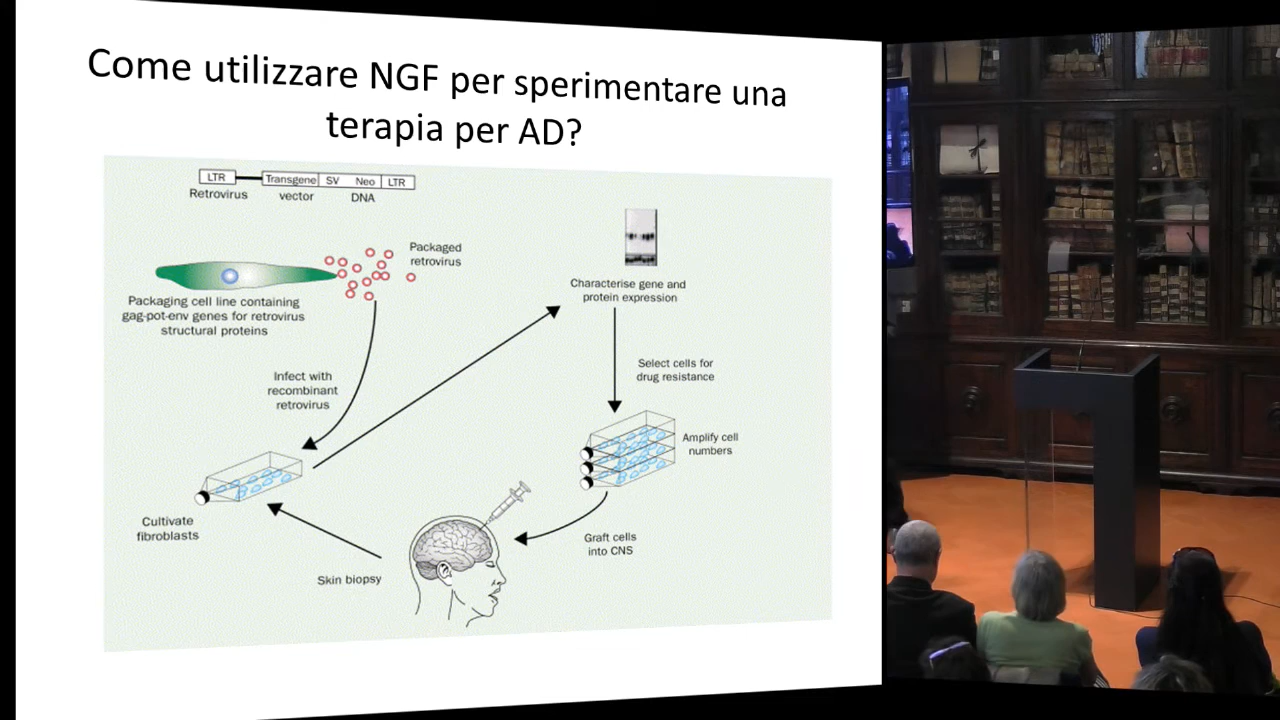 Come utilizzare NGF per sperimentare una
terapia per AD?
LTR Transgene SV Neo LTR
Retrovirus vector DNA
Packaged
retrovirus
Packaging cell line containing
gag-pot-env genes for retrovirus
structural proteins
Characterise gene and
protein expression
Infect with
recombinant
retrovirus
Select cells for
drug resistance
Amplify cell
numbers
Cultivate
fibroblasts
Graft cells
into CNS
Skin biopsy